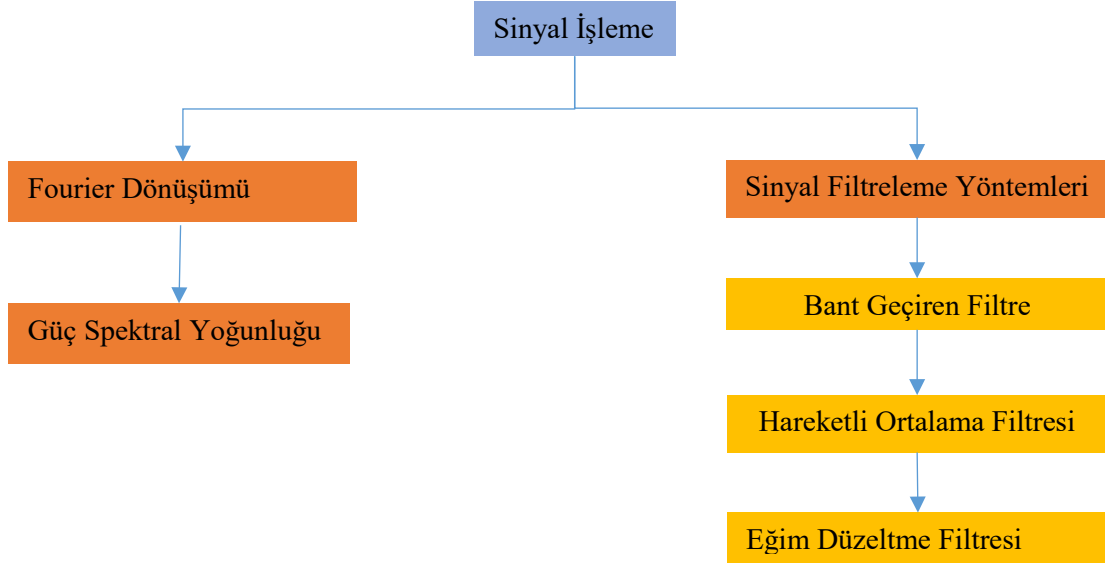 Sinyal İşleme
Fourier Dönüşümü
Sinyal Filtreleme Yöntemleri
Güç Spektral Yoğunluğu
Bant Geçiren Filtre
Hareketli Ortalama Filtresi
Eğim Düzeltme Filtresi